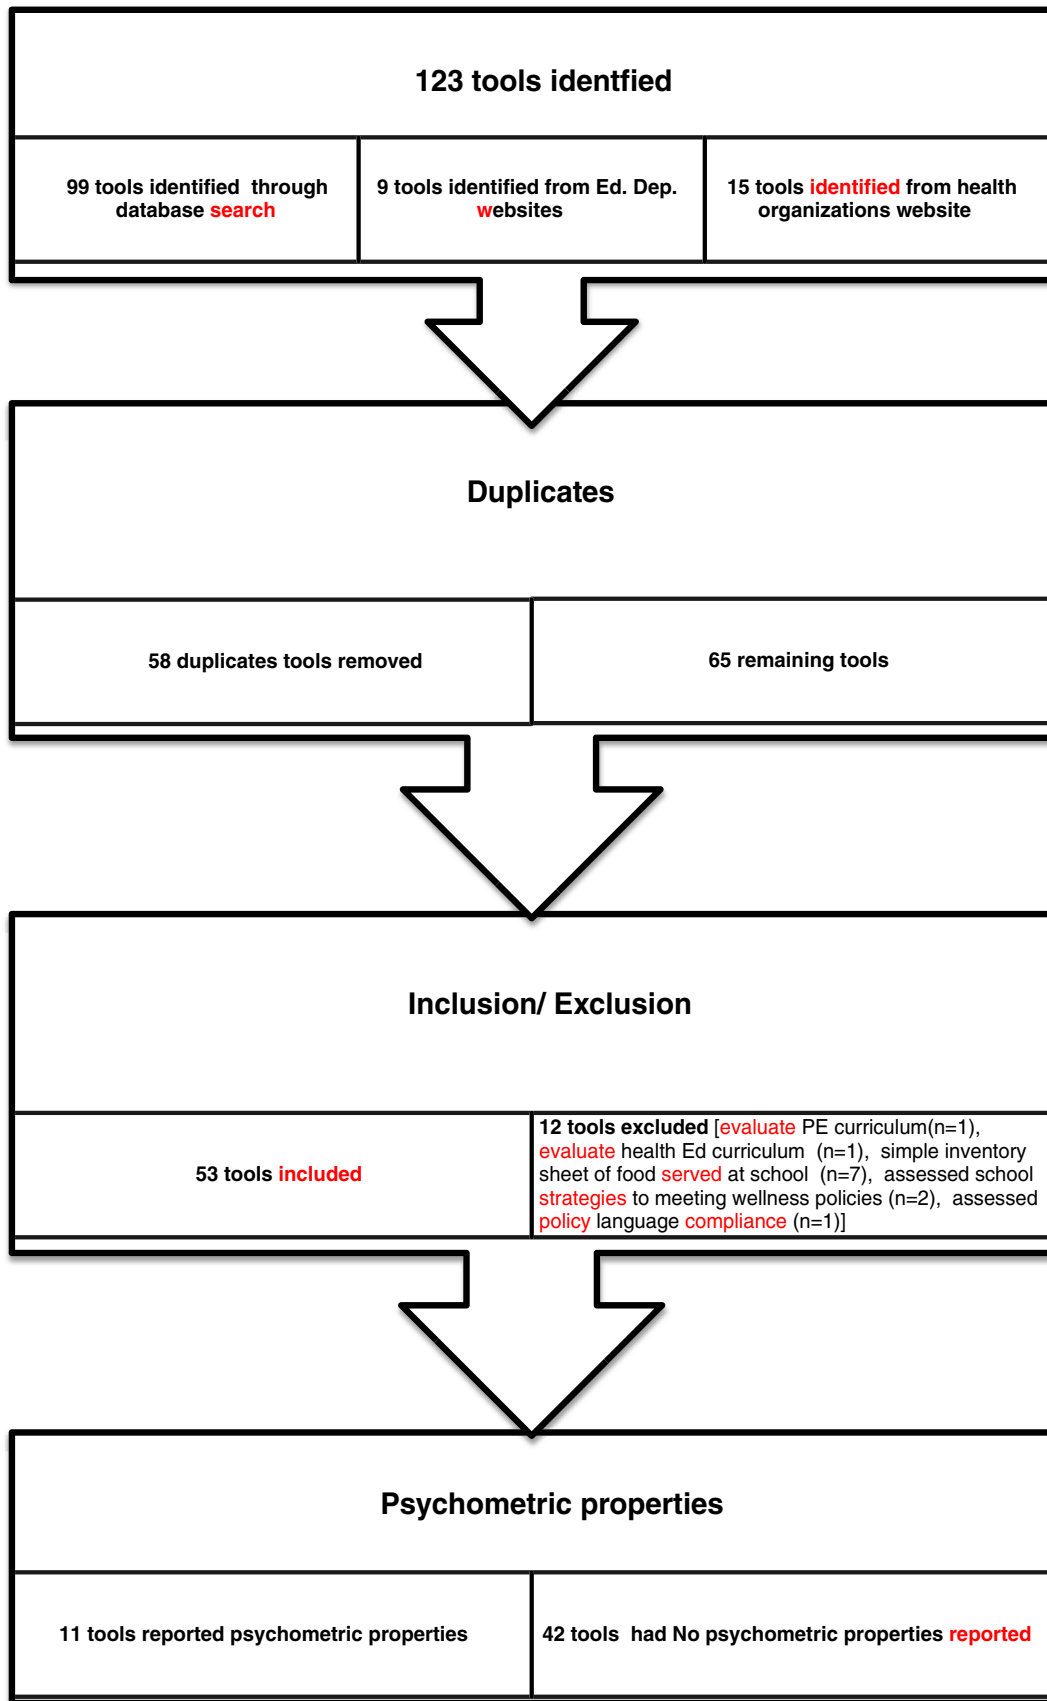 123 tools identfied
99 tools identified through
database search
9 tools identified from Ed. Dep.
websites
15 tools identified from health
organizations website
Duplicates
58 duplicates tools removed
65 remaining tools
Inclusion/ Exclusion
53 tools included
12 tools excluded [evaluate PE curriculum(n=1),
evaluate health Ed curriculum (n=1), simple inventory
sheet of food served at school (n=7), assessed school
strategies to meeting wellness policies (n=2), assessed
policy language compliance (n=1)]
Psychometric properties
11 tools reported psychometric properties
42 tools had No psychometric properties reported